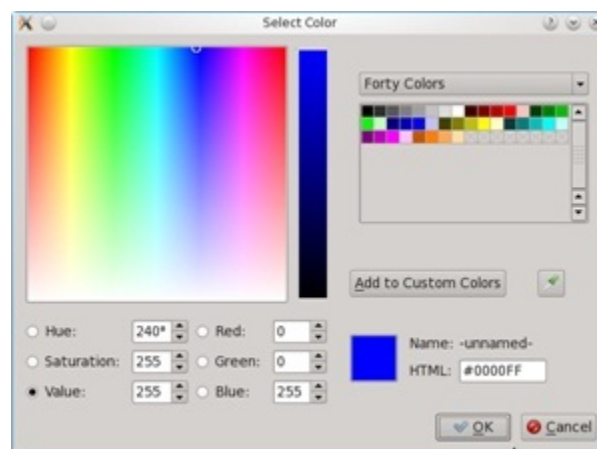 Select Color
Forty Colors
Add to Custom Colors
Hue: 240° Red: 0
Saturation: 255 Green: 0
Value: 255 Blue: 255
Name: -unnamed-
HTML: #0000FF
OK Cancel